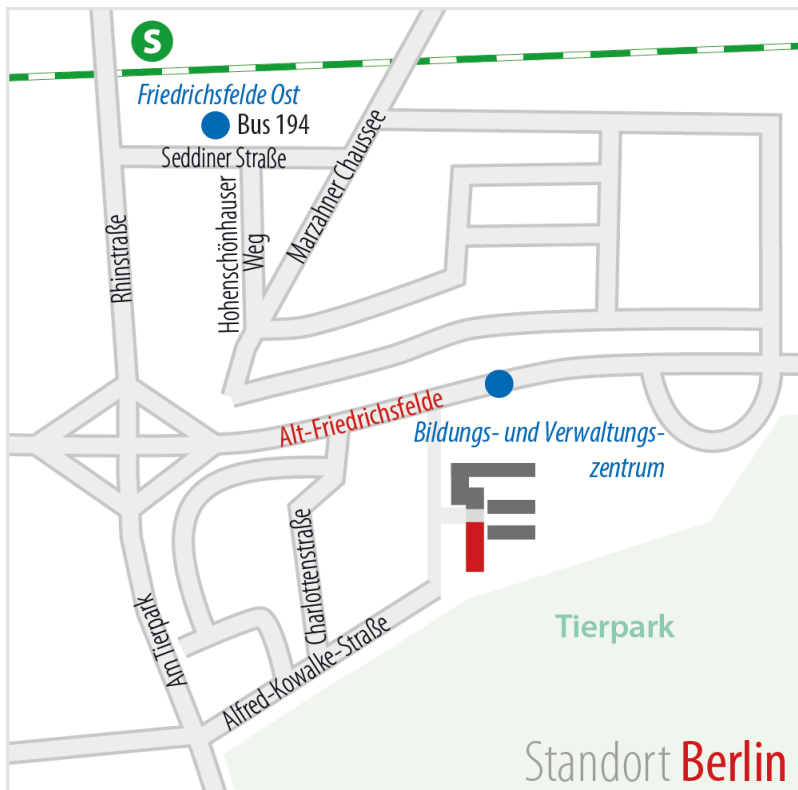 S
Friedrichsfelde Ost
Bus 194
Seddiner Straße
Marzahner Chaussee
Hohenschönhauser
Weg
Rhinstraße
Alt-Friedrichsfelde
Bildungs- und Verwaltungs-
zentrum
Charlottenstraße
Am Tierpark
Alfred-Kowalke-Straße
Tierpark
Standort Berlin